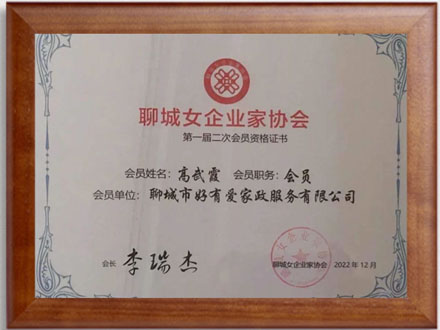 聊城女企业家协会
第一届二次会员资格证书
会员姓名：高武霞 会员职务：会员
会员单位：聊城市好有爱家政服务有限公司
会长 李瑞杰
聊城女企业家协会 2022年12月